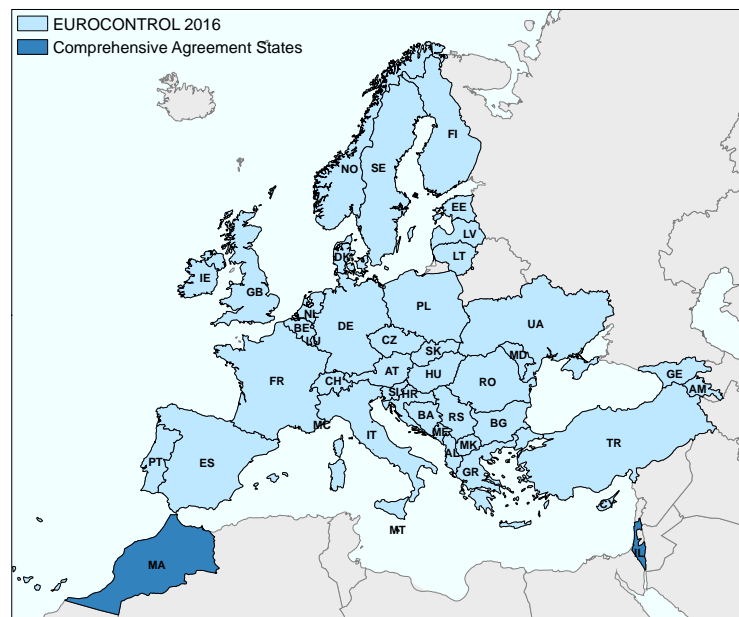 EUROCONTROL 2016
Comprehensive Agreement States
FI
NO
SE
EE
LV
LT
DK
IE
GB
NL
BE
LU
DE
PL
UA
CZ
SK
MD
AT
HU
CH
FR
RO
SI
HR
GE
AM
BA
RS
BG
MC
IT
ME
MK
AL
TR
PT
ES
GR
CY
MT
IL
MA